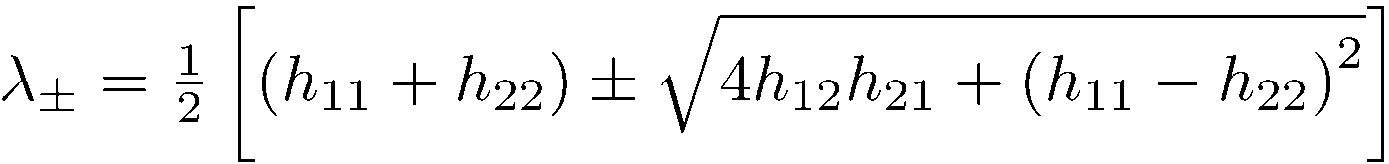 λ± = 1/2 [(h₁₁ + h₂₂) ± √(4h₁₂h₂₁ + (h₁₁ − h₂₂)²)]